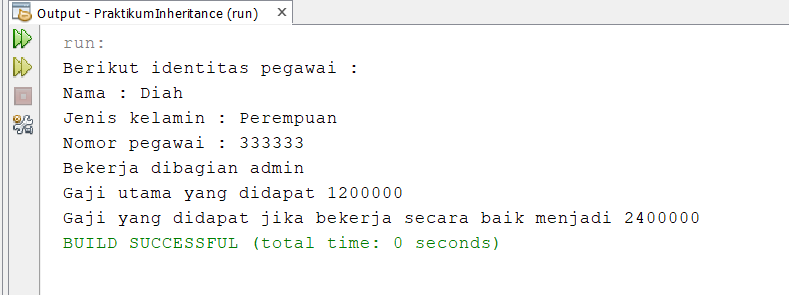 Output - PraktikumInheritance (run)
run:
Berikut identitas pegawai :
Nama : Diah
Jenis kelamin : Perempuan
Nomor pegawai : 333333
Bekerja dibagian admin
Gaji utama yang didapat 1200000
Gaji yang didapat jika bekerja secara baik menjadi 2400000
BUILD SUCCESSFUL (total time: 0 seconds)